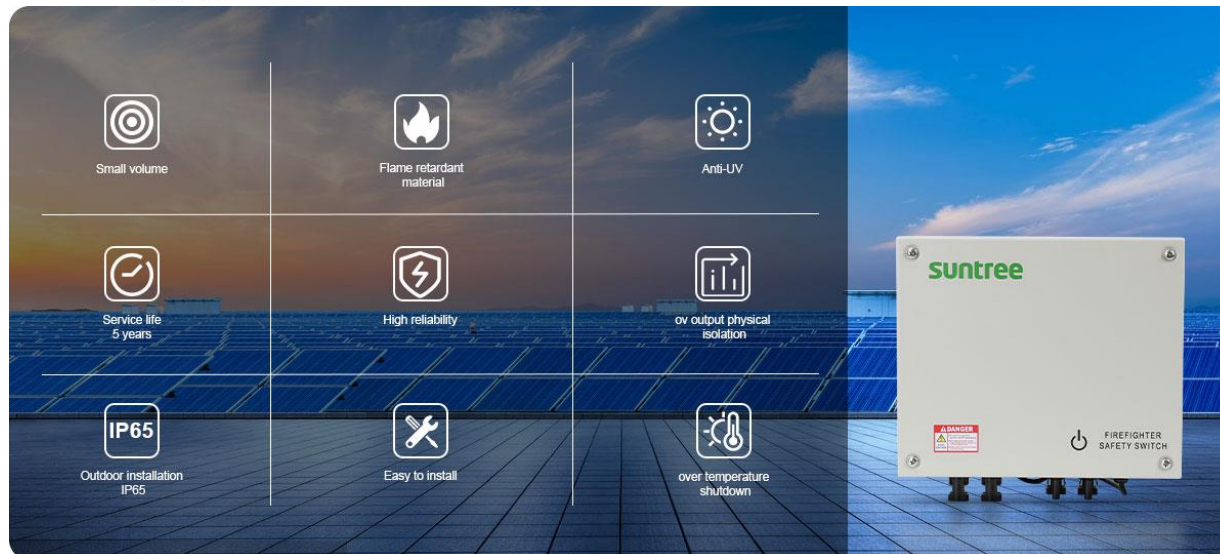 Small volume
Flame retardant
material
Anti-UV
Service life
5 years
High reliability
ov output physical
isolation
IP65
Outdoor installation
IP65
Easy to install
over temperature
shutdown
suntree
DANGER
FIREFIGHTER
SAFETY SWITCH